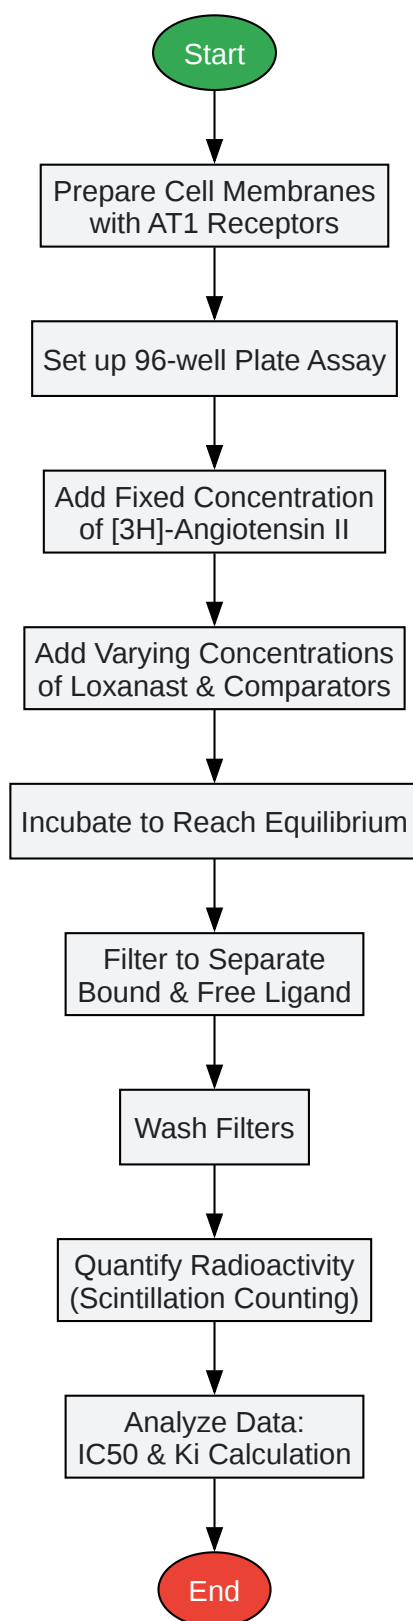 Start
Prepare Cell Membranes
with AT1 Receptors
Set up 96-well Plate Assay
Add Fixed Concentration
of [3H]-Angiotensin II
Add Varying Concentrations
of Loxanast & Comparators
Incubate to Reach Equilibrium
Filter to Separate
Bound & Free Ligand
Wash Filters
Quantify Radioactivity
(Scintillation Counting)
Analyze Data:
IC50 & Ki Calculation
End